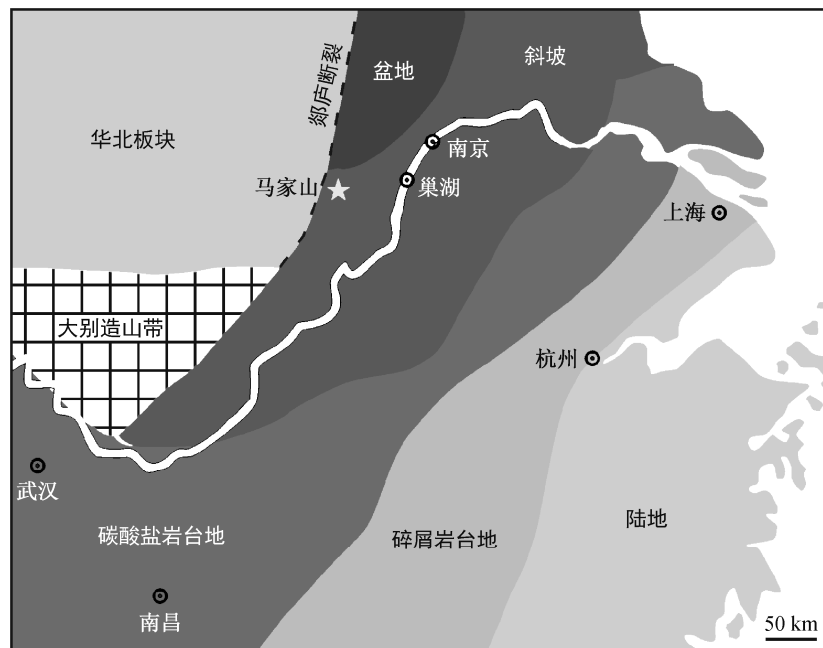 盆地
斜坡
郯庐断裂
华北板块
南京
马家山
巢湖
上海
大别造山带
杭州
武汉
碳酸盐岩台地
碎屑岩台地
陆地
南昌
50 km